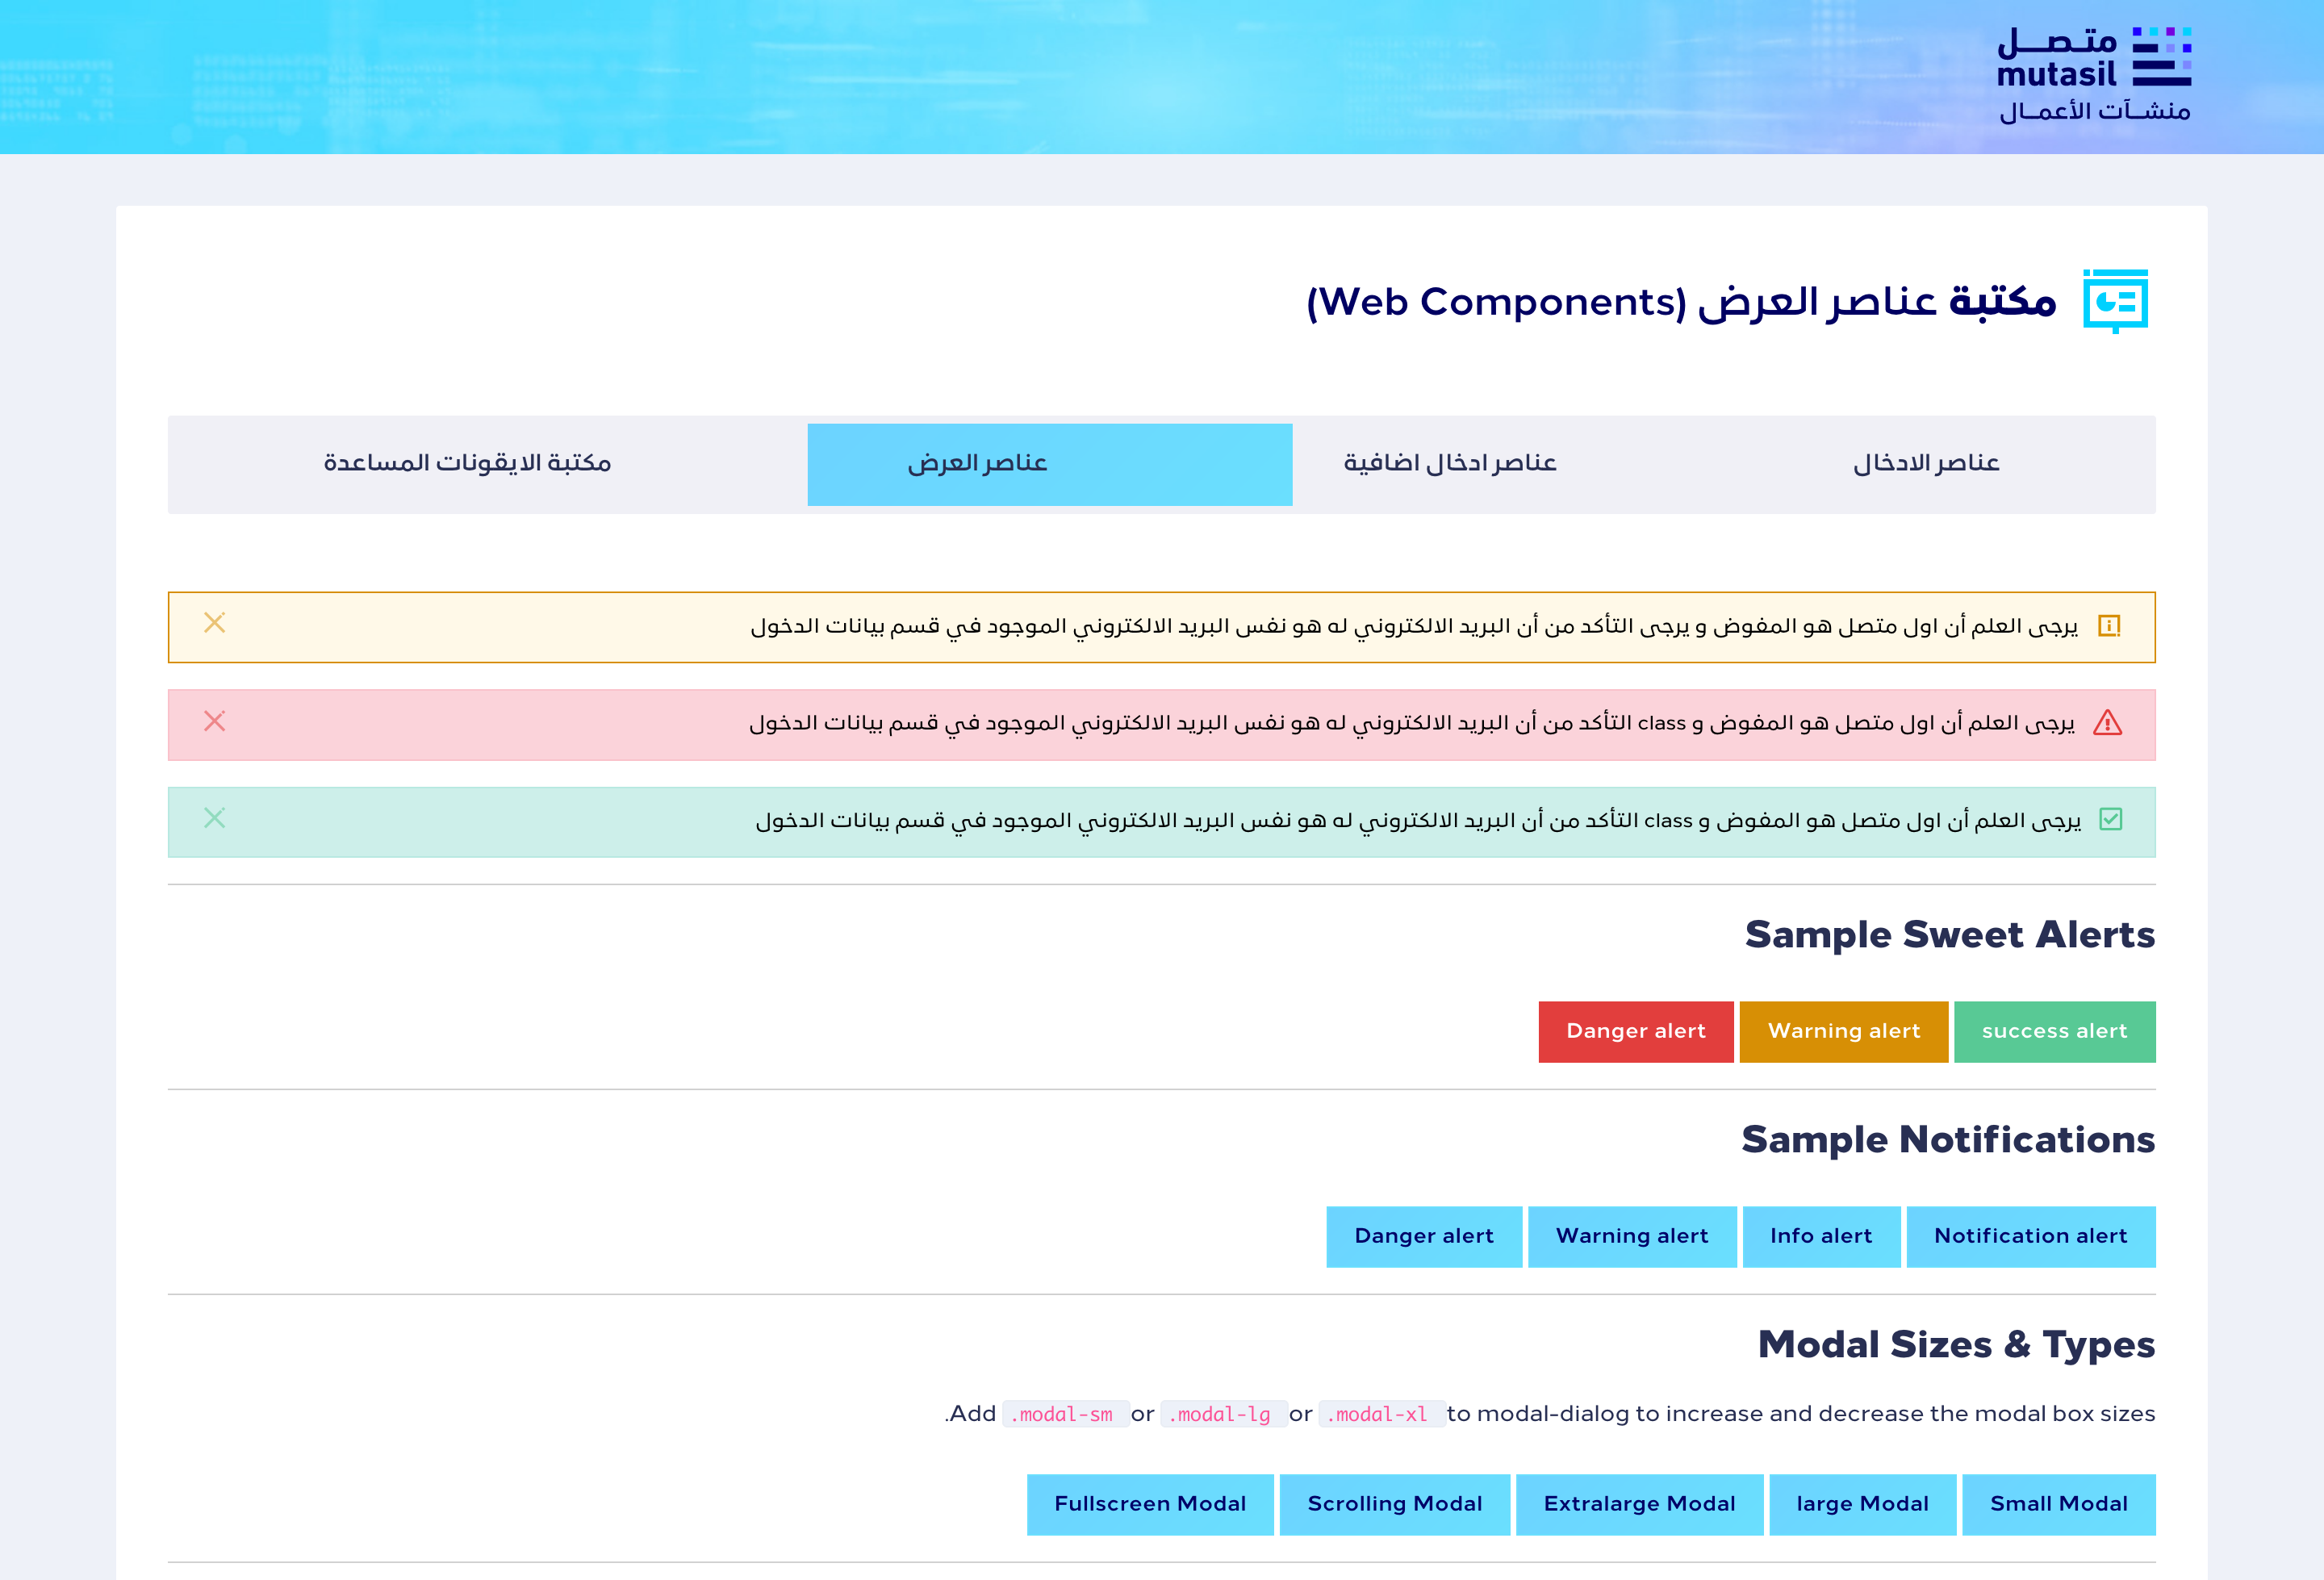 متصل
mutasil
منشآت الأعمال
مكتبة عناصر العرض (Web Components)
عناصر الادخال
عناصر ادخال اضافية
عناصر العرض
مكتبة الايقونات المساعدة
يرجى العلم أن اول متصل هو المفوض و يرجى التأكد من أن البريد الالكتروني له هو نفس البريد الالكتروني الموجود في قسم بيانات الدخول
يرجى العلم أن اول متصل هو المفوض و class التأكد من أن البريد الالكتروني له هو نفس البريد الالكتروني الموجود في قسم بيانات الدخول
يرجى العلم أن اول متصل هو المفوض و class التأكد من أن البريد الالكتروني له هو نفس البريد الالكتروني الموجود في قسم بيانات الدخول
Sample Sweet Alerts
success alert
Warning alert
Danger alert
Sample Notifications
Notification alert
Info alert
Warning alert
Danger alert
Modal Sizes & Types
.Add .modal-sm or .modal-lg or .modal-xl to modal-dialog to increase and decrease the modal box sizes
Small Modal
large Modal
Extralarge Modal
Scrolling Modal
Fullscreen Modal